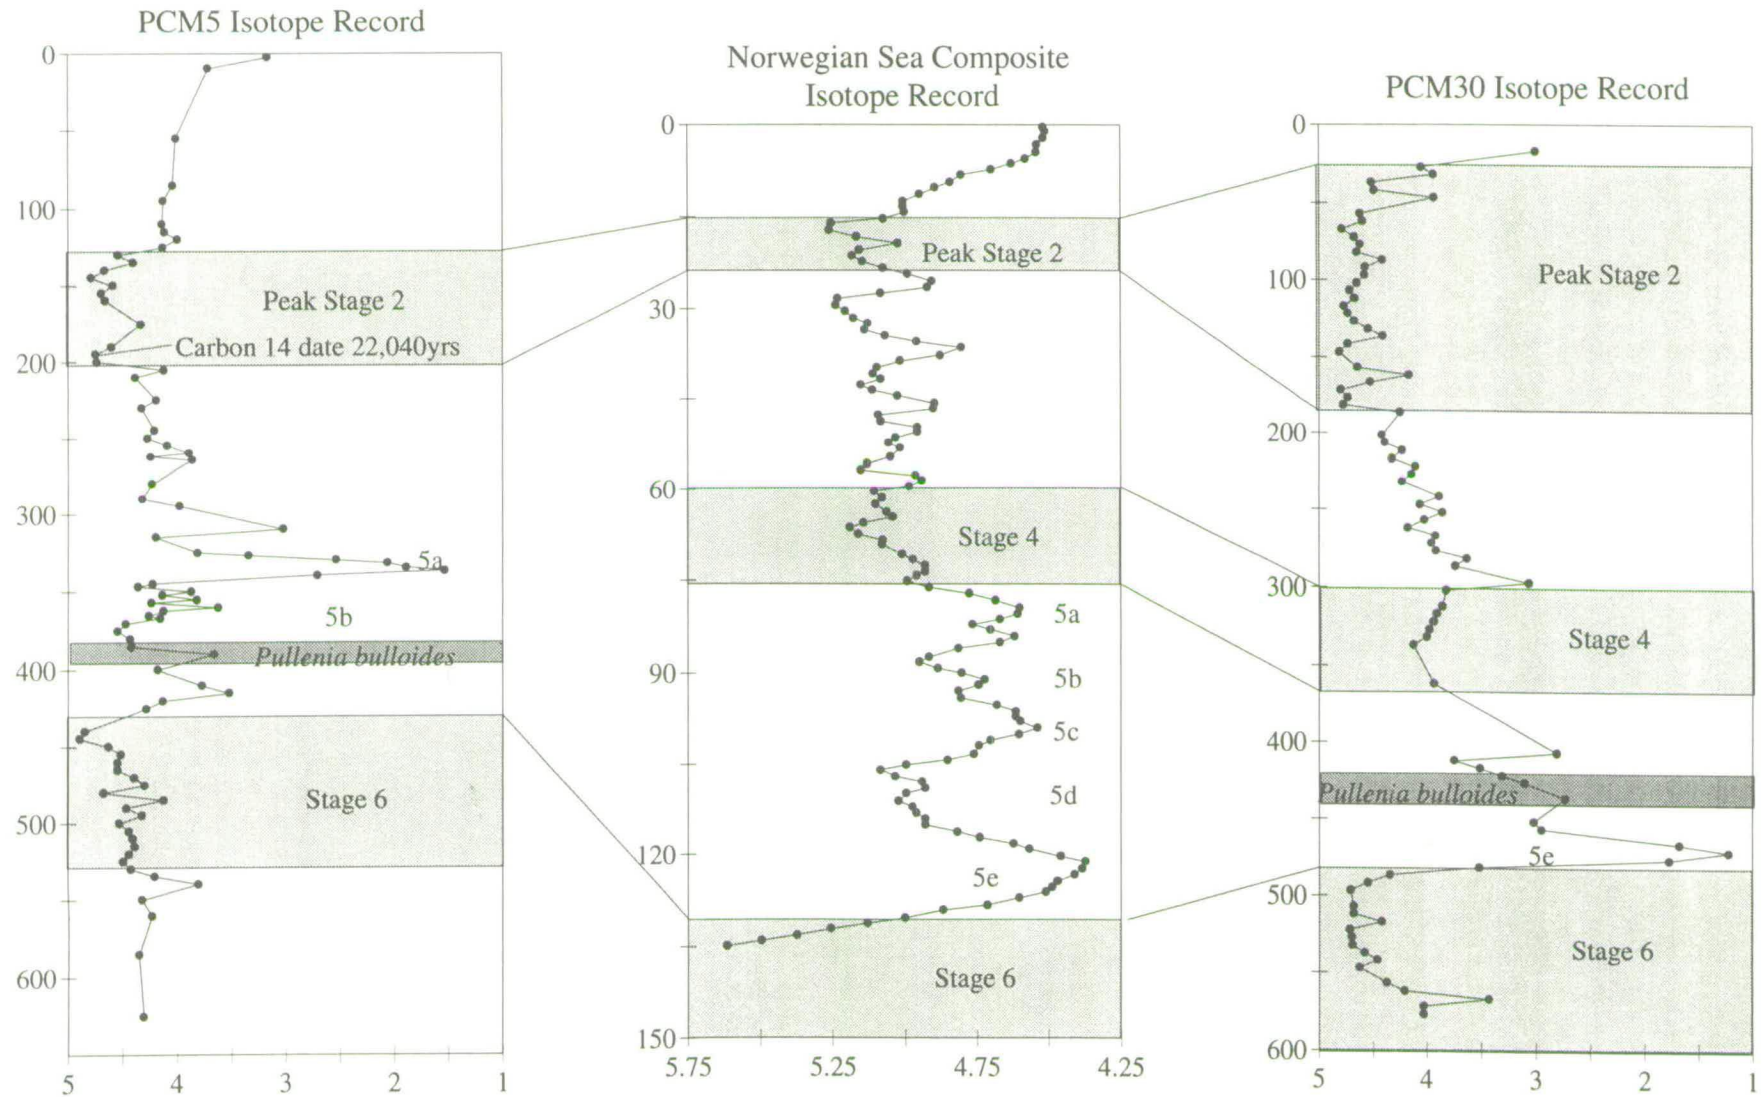 PCM5 Isotope Record
0
100
200
300
400
500
600
5 4 3 2 1
Peak Stage 2
Carbon 14 date 22,040yrs
5a
5b
Pullenia bulloides
Stage 6
Norwegian Sea Composite
Isotope Record
0
30
60
90
120
150
5.75 5.25 4.75 4.25
Peak Stage 2
Stage 4
5a
5b
5c
5d
5e
Stage 6
PCM30 Isotope Record
0
100
200
300
400
500
600
5 4 3 2 1
Peak Stage 2
Stage 4
Pullenia bulloides
5e
Stage 6